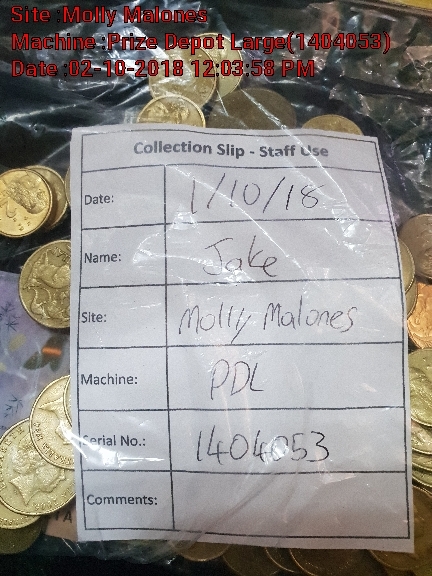 Site :Molly Malones
Machine :Prize Depot Large(1404053)
Date :02-10-2018 12:03:58 PM
Collection Slip - Staff Use
Date: 1/10/18
Name: Jake
Site: Molly Malones
Machine: PDL
Serial No.: 1404053
Comments: